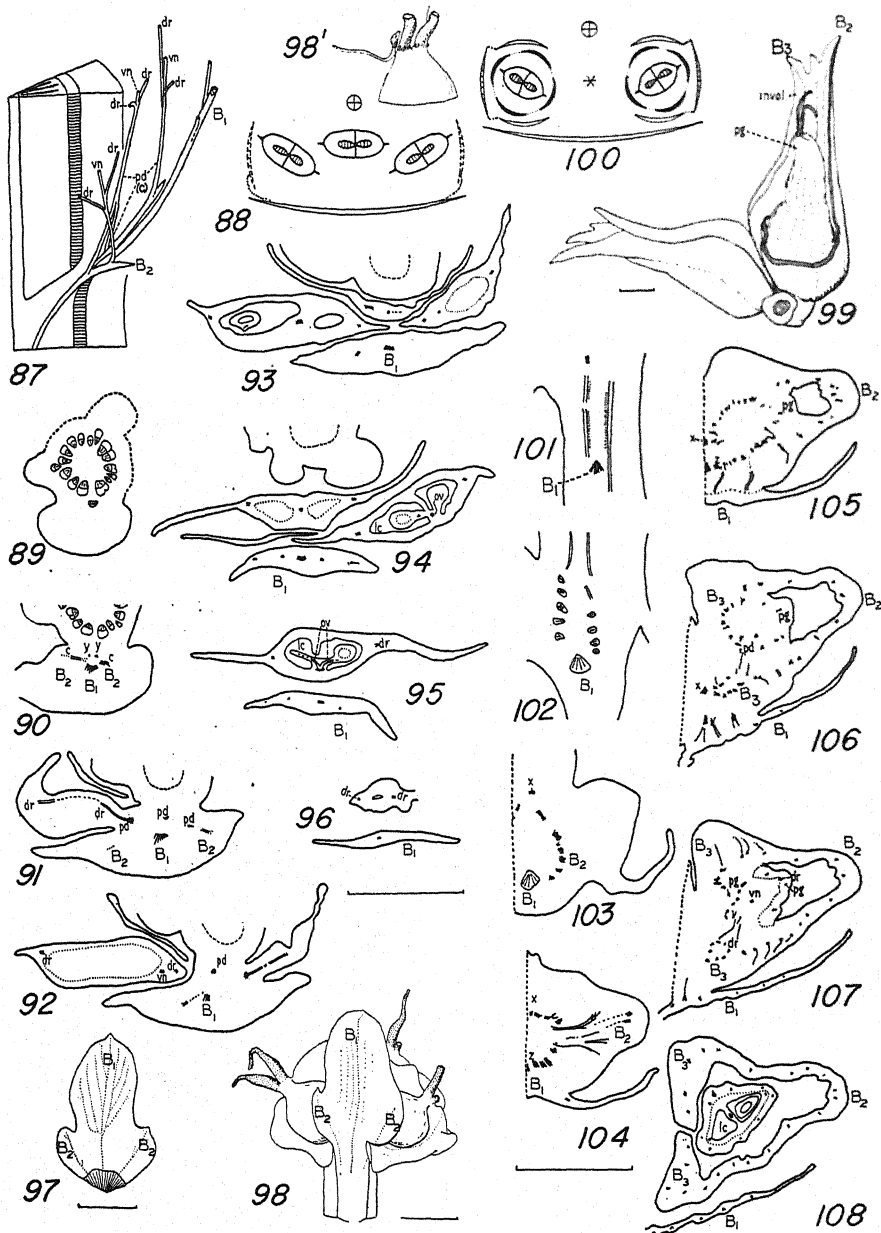 dr
vn
dr
vn
dr
dr
B1
dr
vn
pd
(c)
dr
B2
87
98'
88
100
B2
B3
invol
pg
99
93
B1
89
94
ov
lc
B1
101
B1
105
pg
B2
x
z
B1
90
y y
c c
B2 B1 B2
95
ov
lc
dr
B1
102
B1
106
B3
B2
pg
pd
x
B3
B1
91
dr
dr
pd
pg
pd
B2
B1
B2
96
dr
dr
B1
103
x
B2
B1
107
B3
B2
dr
pg
pg
vn
y
dr
B3
B1
92
dr
dr
vn
pd
B1
104
x
B2
z
B1
97
B1
B2
B2
98
B1
B2
B2
108
B3
B2
lc
B3
B1